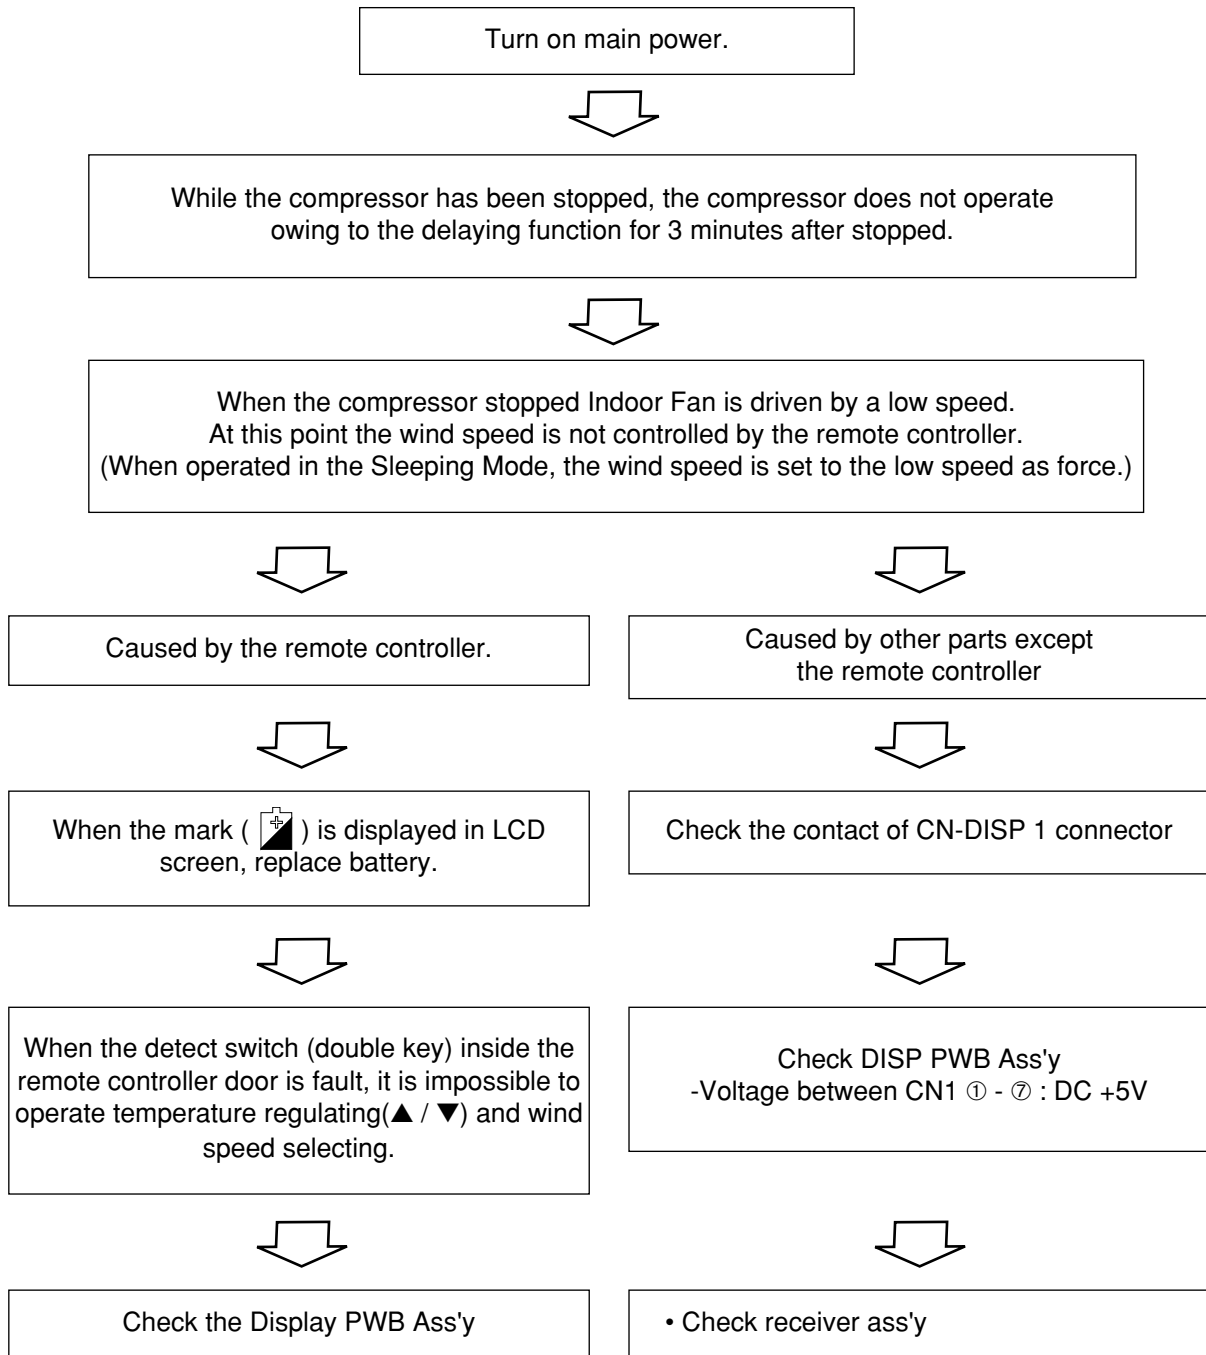 Turn on main power.
While the compressor has been stopped, the compressor does not operate
owing to the delaying function for 3 minutes after stopped.
When the compressor stopped Indoor Fan is driven by a low speed.
At this point the wind speed is not controlled by the remote controller.
(When operated in the Sleeping Mode, the wind speed is set to the low speed as force.)
Caused by the remote controller.
When the mark ( ) is displayed in LCD
screen, replace battery.
When the detect switch (double key) inside the
remote controller door is fault, it is impossible to
operate temperature regulating(▲ / ▼) and wind
speed selecting.
Check the Display PWB Ass'y
Caused by other parts except
the remote controller
Check the contact of CN-DISP 1 connector
Check DISP PWB Ass'y
-Voltage between CN1 ① - ⑦ : DC +5V
• Check receiver ass'y